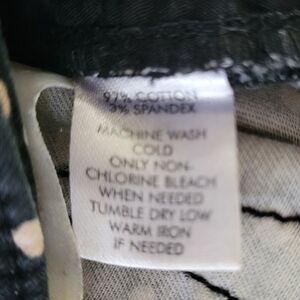 97% COTTON
3% SPANDEX
MACHINE WASH
COLD
ONLY NON-
CHLORINE BLEACH
WHEN NEEDED
TUMBLE DRY LOW
WARM IRON
IF NEEDED